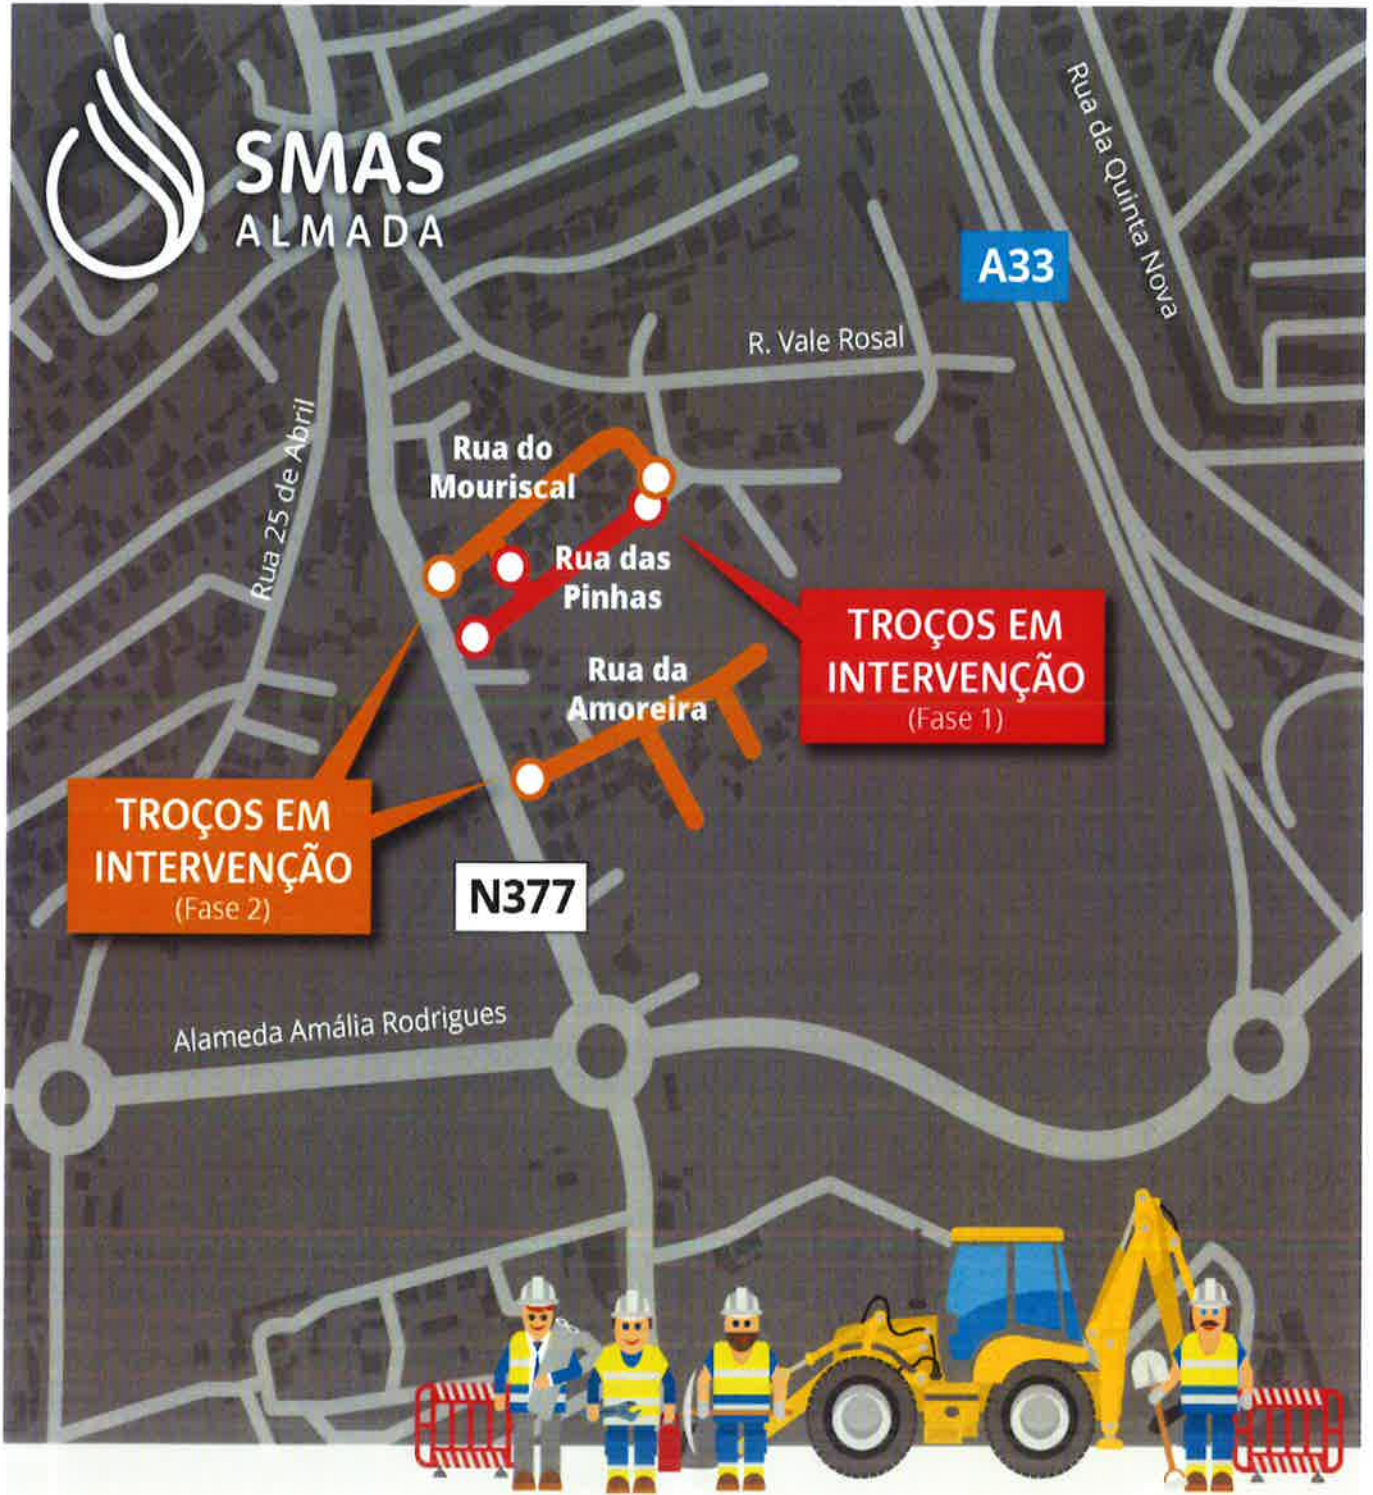 SMAS
ALMADA
Rua da Quinta Nova
A33
R. Vale Rosal
Rua 25 de Abril
Rua do
Mouriscal
Rua das
Pinhas
TROÇOS EM
INTERVENÇÃO
(Fase 1)
Rua da
Amoreira
TROÇOS EM
INTERVENÇÃO
(Fase 2)
N377
Alameda Amália Rodrigues